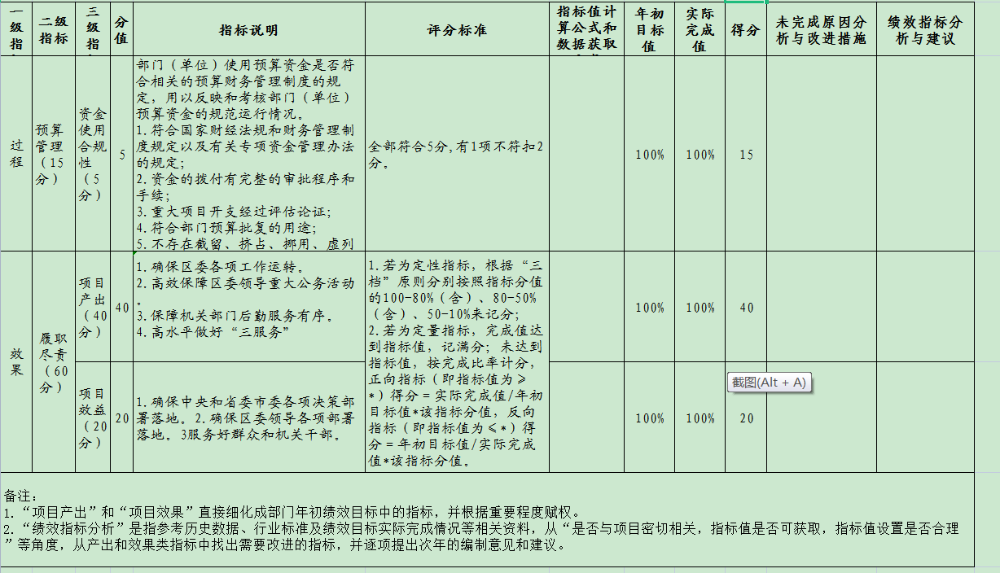 一级指
二级指标
三级指
分值
指标说明
评分标准
指标值计算公式和数据获取
年初目标值
实际完成值
得分
未完成原因分析与改进措施
绩效指标分析与建议
过程
预算管理（15分）
资金使用合规性（5分）
5
部门（单位）使用预算资金是否符
合相关的预算财务管理制度的规
定，用以反映和考核部门（单位）
预算资金的规范运行情况。
1.符合国家财经法规和财务管理制
度规定以及有关专项资金管理办法
的规定；
2.资金的拨付有完整的审批程序和
手续；
3.重大项目开支经过评估论证；
4.符合部门预算批复的用途；
5.不存在截留、挤占、挪用、虚列
全部符合5分,有1项不符扣2
分。
100%
100%
15
效果
履职尽责（60分）
项目产出（40分）
40
1.确保区委各项工作运转。
2.高效保障区委领导重大公务活动
。
3.保障机关部门后勤服务有序。
4.高水平做好“三服务”
1.若为定性指标，根据“三
档”原则分别按照指标分值
的100-80%（含）、80-50%
（含）、50-10%来记分；
2.若为定量指标，完成值达
到指标值，记满分；未达到
指标值，按完成比率计分，
正向指标（即指标值为≥
*）得分＝实际完成值/年初
目标值*该指标分值，反向
指标（即指标值为≤*）得
分＝年初目标值/实际完成
值*该指标分值。
100%
100%
40
项目效益（20分）
20
1.确保中央和省委市委各项决策部
署落地。2.确保区委领导各项部署
落地。3服务好群众和机关干部。
100%
100%
20
截图(Alt + A)
备注：
1.“项目产出”和“项目效果”直接细化成部门年初绩效目标中的指标，并根据重要程度赋权。
2.“绩效指标分析”是指参考历史数据、行业标准及绩效目标实际完成情况等相关资料，从“是否与项目密切相关，指标值是否可获取，指标值设置是否合理
”等角度，从产出和效果类指标中找出需要改进的指标，并逐项提出次年的编制意见和建议。